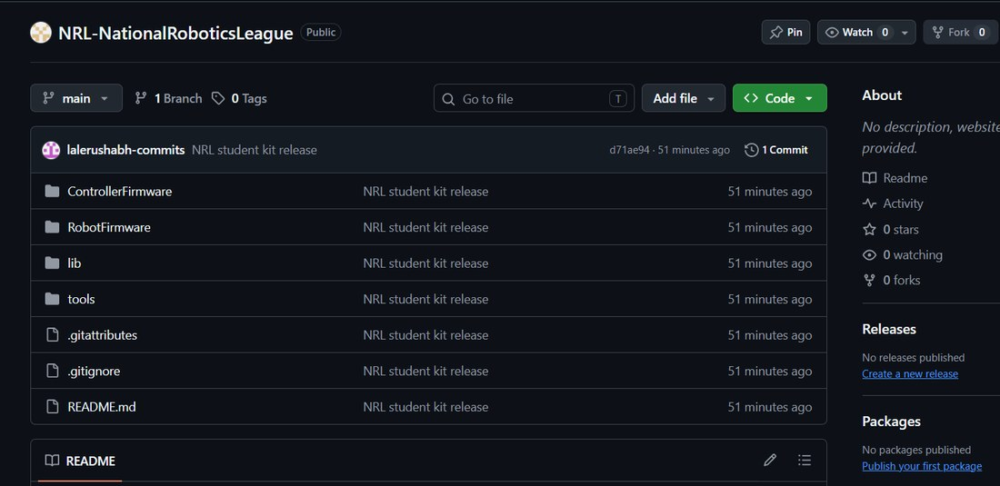 NRL-NationalRoboticsLeague Public
Pin Watch 0 Fork 0
main 1 Branch 0 Tags Go to file T Add file Code
lalerushabh-commits NRL student kit release d71ae94 · 51 minutes ago 1 Commit
ControllerFirmware NRL student kit release 51 minutes ago
RobotFirmware NRL student kit release 51 minutes ago
lib NRL student kit release 51 minutes ago
tools NRL student kit release 51 minutes ago
.gitattributes NRL student kit release 51 minutes ago
.gitignore NRL student kit release 51 minutes ago
README.md NRL student kit release 51 minutes ago
README
About
No description, website
provided.
Readme
Activity
0 stars
0 watching
0 forks
Releases
No releases published
Create a new release
Packages
No packages published
Publish your first package